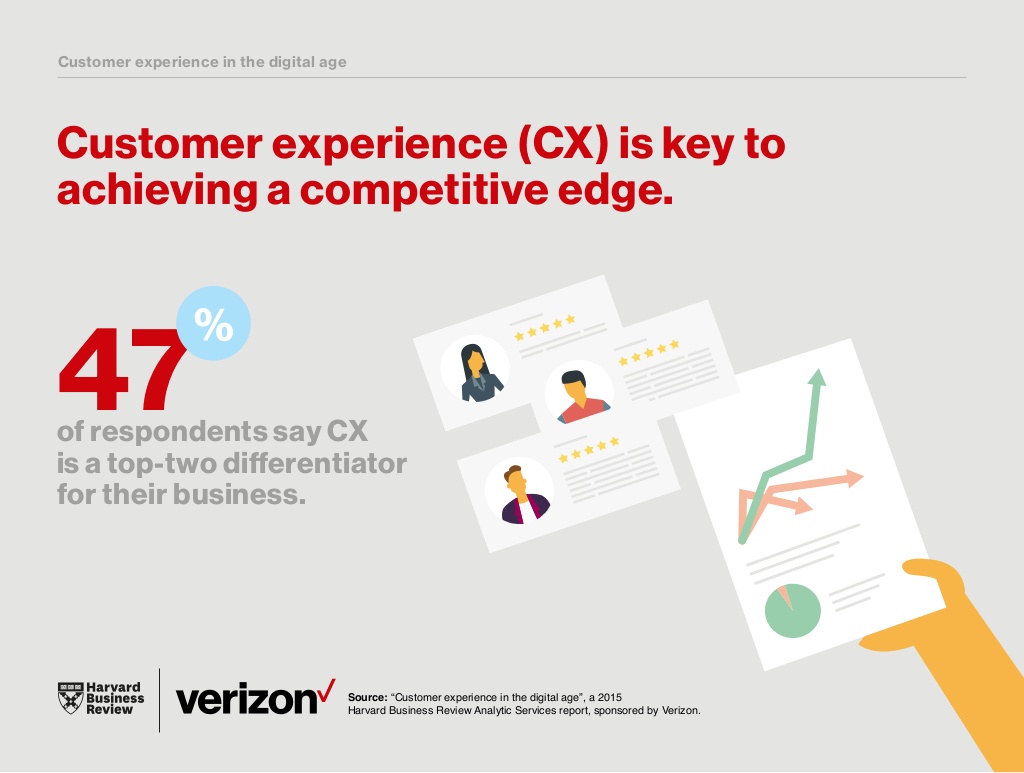 Customer experience in the digital age
Customer experience (CX) is key to
achieving a competitive edge.
47%
of respondents say CX
is a top-two differentiator
for their business.
Harvard
Business
Review
verizon✓
Source: “Customer experience in the digital age”, a 2015
Harvard Business Review Analytic Services report, sponsored by Verizon.